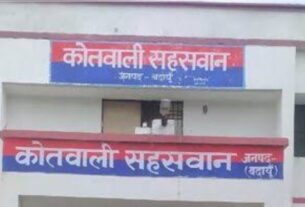 कोतवाली सहसवान
जनपद - बदायूँ
कोतवाली सहसवान जनपद-
(बदायूँ)